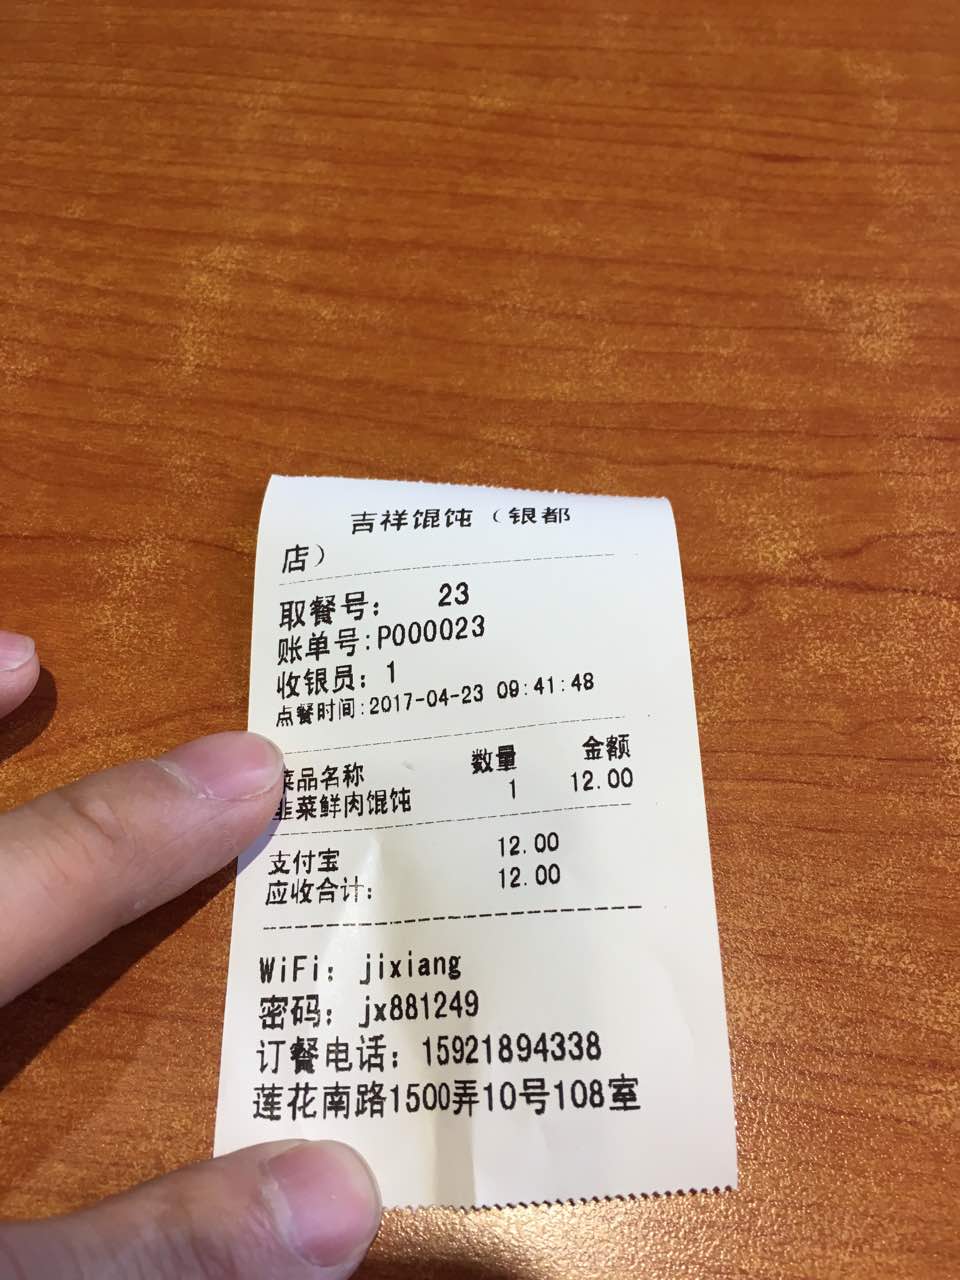 吉祥馄饨（银都
店）
取餐号： 23
账单号:P000023
收银员：1
点餐时间:2017-04-23 09:41:48
菜品名称 数量 金额
韭菜鲜肉馄饨 1 12.00
支付宝 12.00
应收合计： 12.00
WiFi：jixiang
密码：jx881249
订餐电话：15921894338
莲花南路1500弄10号108室